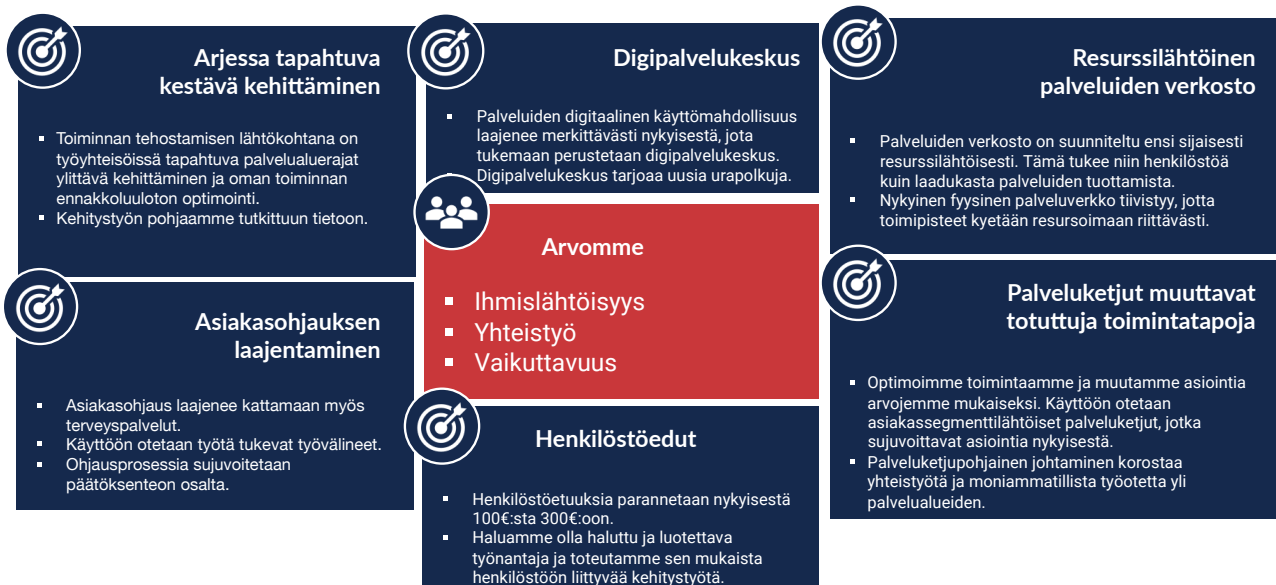 Arjessa tapahtuva
kestävä kehittäminen
▪ Toiminnan tehostamisen lähtökohtana on
työyhteisöissä tapahtuva palvelualuerajat
ylittävä kehittäminen ja oman toiminnan
ennakkoluuloton optimointi.
▪ Kehitystyön pohjaamme tutkittuun tietoon.
Digipalvelukeskus
▪ Palveluiden digitaalinen käyttömahdollisuus
laajenee merkittävästi nykyisestä, jota
tukemaan perustetaan digipalvelukeskus.
Digipalvelukeskus tarjoaa uusia urapolkuja.
Resurssilähtöinen
palveluiden verkosto
▪ Palveluiden verkosto on suunniteltu ensi sijaisesti
resurssilähtöisesti. Tämä tukee niin henkilöstöä
kuin laadukasta palveluiden tuottamista.
▪ Nykyinen fyysinen palveluverkko tiivistyy, jotta
toimipisteet kyetään resursoimaan riittävästi.
Arvomme
▪ Ihmislähtöisyys
▪ Yhteistyö
▪ Vaikuttavuus
Asiakasohjauksen
laajentaminen
▪ Asiakasohjaus laajenee kattamaan myös
terveyspalvelut.
▪ Käyttöön otetaan työtä tukevat työvälineet.
▪ Ohjausprosessia sujuvoitetaan
päätöksenteon osalta.
Henkilöstöedut
▪ Henkilöstöetuuksia parannetaan nykyisestä
100€:sta 300€:oon.
▪ Haluamme olla haluttu ja luotettava
työnantaja ja toteutamme sen mukaista
henkilöstöön liittyvää kehitystyötä.
Palveluketjut muuttavat
totuttuja toimintatapoja
▪ Optimoimme toimintaamme ja muutamme asiointia
arvojemme mukaiseksi. Käyttöön otetaan
asiakassegmenttilähtöiset palveluketjut, jotka
sujuvoittavat asiointia nykyisestä.
▪ Palveluketjupohjainen johtaminen korostaa
yhteistyötä ja moniammatillista työotetta yli
palvelualueiden.